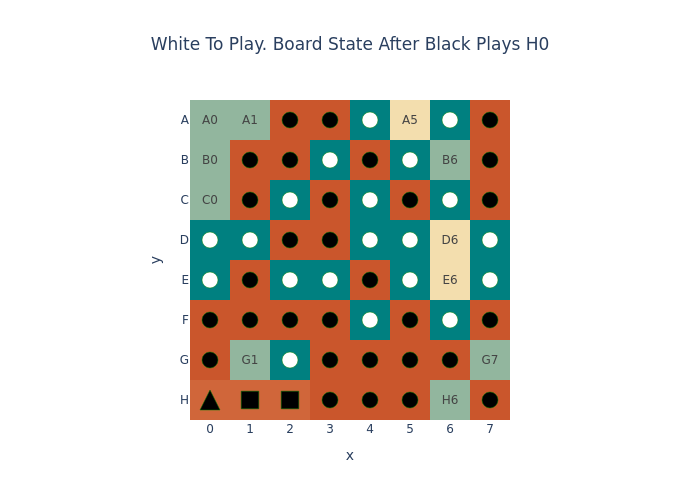 White To Play. Board State After Black Plays H0
A A0 A1 A5
B B0 B6
C C0
D D6
E E6
F
G G1 G7
H H6
0 1 2 3 4 5 6 7
x
y